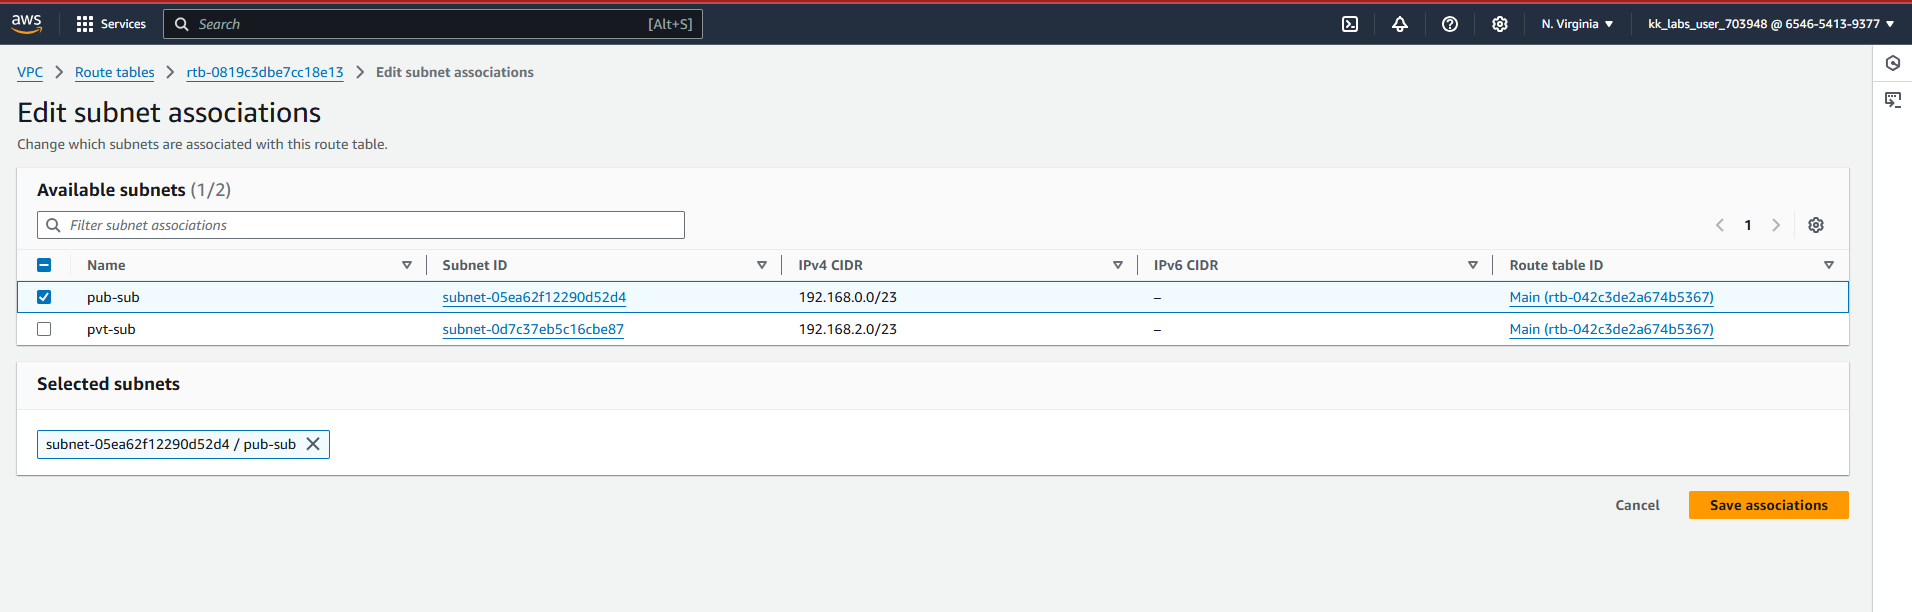 aws Services Search [Alt+S] N. Virginia kk_labs_user_703948 @ 6546-5413-9377
VPC Route tables rtb-0819c3dbe7cc18e13 Edit subnet associations
Edit subnet associations
Change which subnets are associated with this route table.
Available subnets (1/2)
Filter subnet associations 1
Name Subnet ID IPv4 CIDR IPv6 CIDR Route table ID
pub-sub subnet-05ea62f12290d52d4 192.168.0.0/23 – Main (rtb-042c3de2a674b5367)
pvt-sub subnet-0d7c37eb5c16cbe87 192.168.2.0/23 – Main (rtb-042c3de2a674b5367)
Selected subnets
subnet-05ea62f12290d52d4 / pub-sub
Cancel Save associations